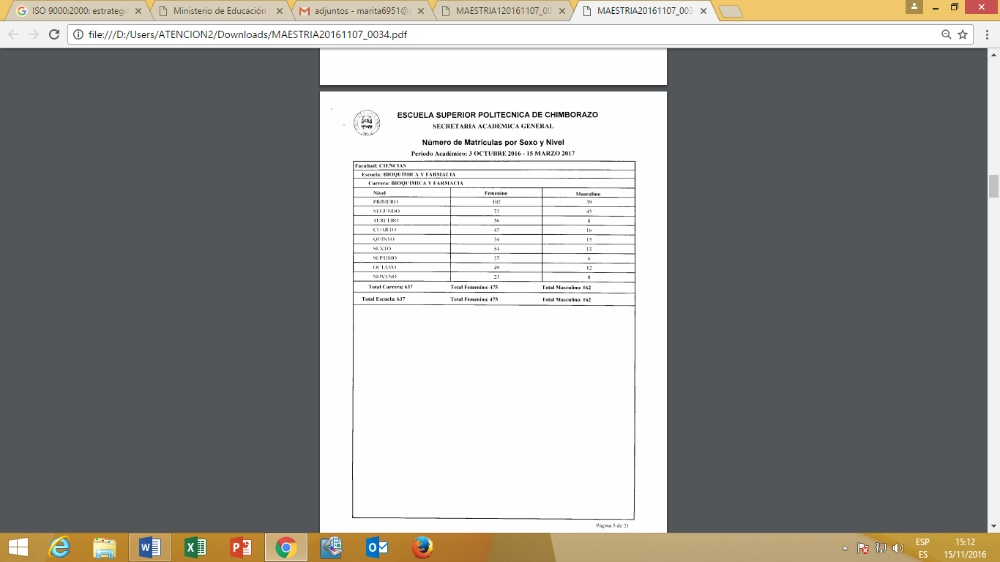 ISO 9000:2000: estrategi
Ministerio de Educación
adjuntos - marita6951@
MAESTRIA120161107_00
MAESTRIA20161107_003
file:///D:/Users/ATENCION2/Downloads/MAESTRIA20161107_0034.pdf
ESCUELA SUPERIOR POLITECNICA DE CHIMBORAZO
SECRETARIA ACADEMICA GENERAL
Número de Matrículas por Sexo y Nivel
Período Académico: 3 OCTUBRE 2016 - 15 MARZO 2017
Facultad: CIENCIAS
Escuela: BIOQUÍMICA Y FARMACIA
Carrera: BIOQUIMICA Y FARMACIA
Nivel Femenino Masculino
PRIMERO 102 39
SEGUNDO 73 45
TERCERO 56 8
CUARTO 47 16
QUINTO 34 15
SEXTO 54 13
SEPTIMO 37 6
OCTAVO 49 12
NOVENO 23 8
Total Carrera: 637 Total Femenino: 475 Total Masculino: 162
Total Escuela: 637 Total Femenino: 475 Total Masculino: 162
Página 5 de 21
ESP 15:12
ES 15/11/2016